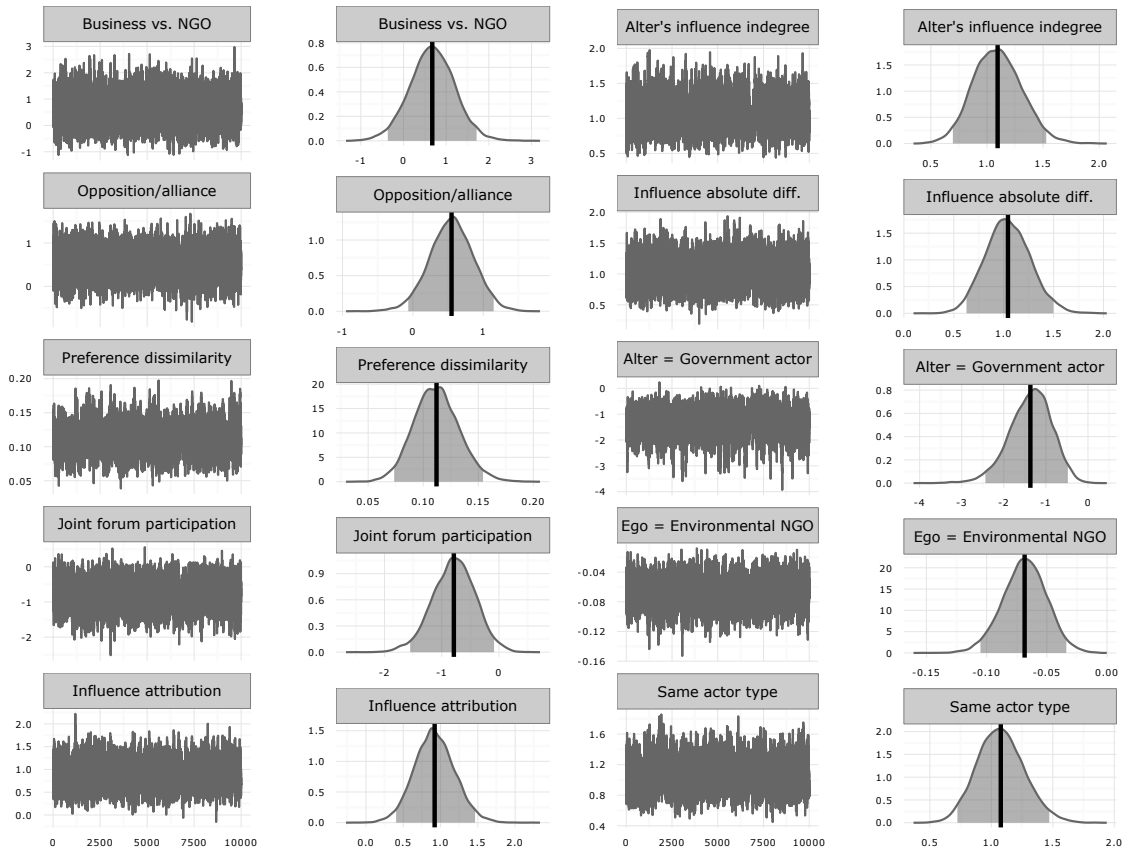 Business vs. NGO
3
2
1
0
-1
Business vs. NGO
0.8
0.6
0.4
0.2
0.0
-1 0 1 2 3
Alter's influence indegree
2.0
1.5
1.0
0.5
Alter's influence indegree
1.5
1.0
0.5
0.0
0.5 1.0 1.5 2.0
Opposition/alliance
1
0
Opposition/alliance
1.0
0.5
0.0
-1 0 1
Influence absolute diff.
2.0
1.5
1.0
0.5
Influence absolute diff.
1.5
1.0
0.5
0.0
0.0 0.5 1.0 1.5 2.0
Preference dissimilarity
0.20
0.15
0.10
0.05
Preference dissimilarity
20
15
10
5
0
0.05 0.10 0.15 0.20
Alter = Government actor
0
-1
-2
-3
-4
Alter = Government actor
0.8
0.6
0.4
0.2
0.0
-4 -3 -2 -1 0
Joint forum participation
0
-1
-2
Joint forum participation
0.9
0.6
0.3
0.0
-2 -1 0
Ego = Environmental NGO
-0.04
-0.08
-0.12
-0.16
Ego = Environmental NGO
20
15
10
5
0
-0.15 -0.10 -0.05 0.00
Influence attribution
2.0
1.5
1.0
0.5
0.0
0 2500 5000 7500 10000
Influence attribution
1.5
1.0
0.5
0.0
0.0 0.5 1.0 1.5 2.0
Same actor type
1.6
1.2
0.8
0.4
0 2500 5000 7500 10000
Same actor type
2.0
1.5
1.0
0.5
0.0
0.5 1.0 1.5 2.0